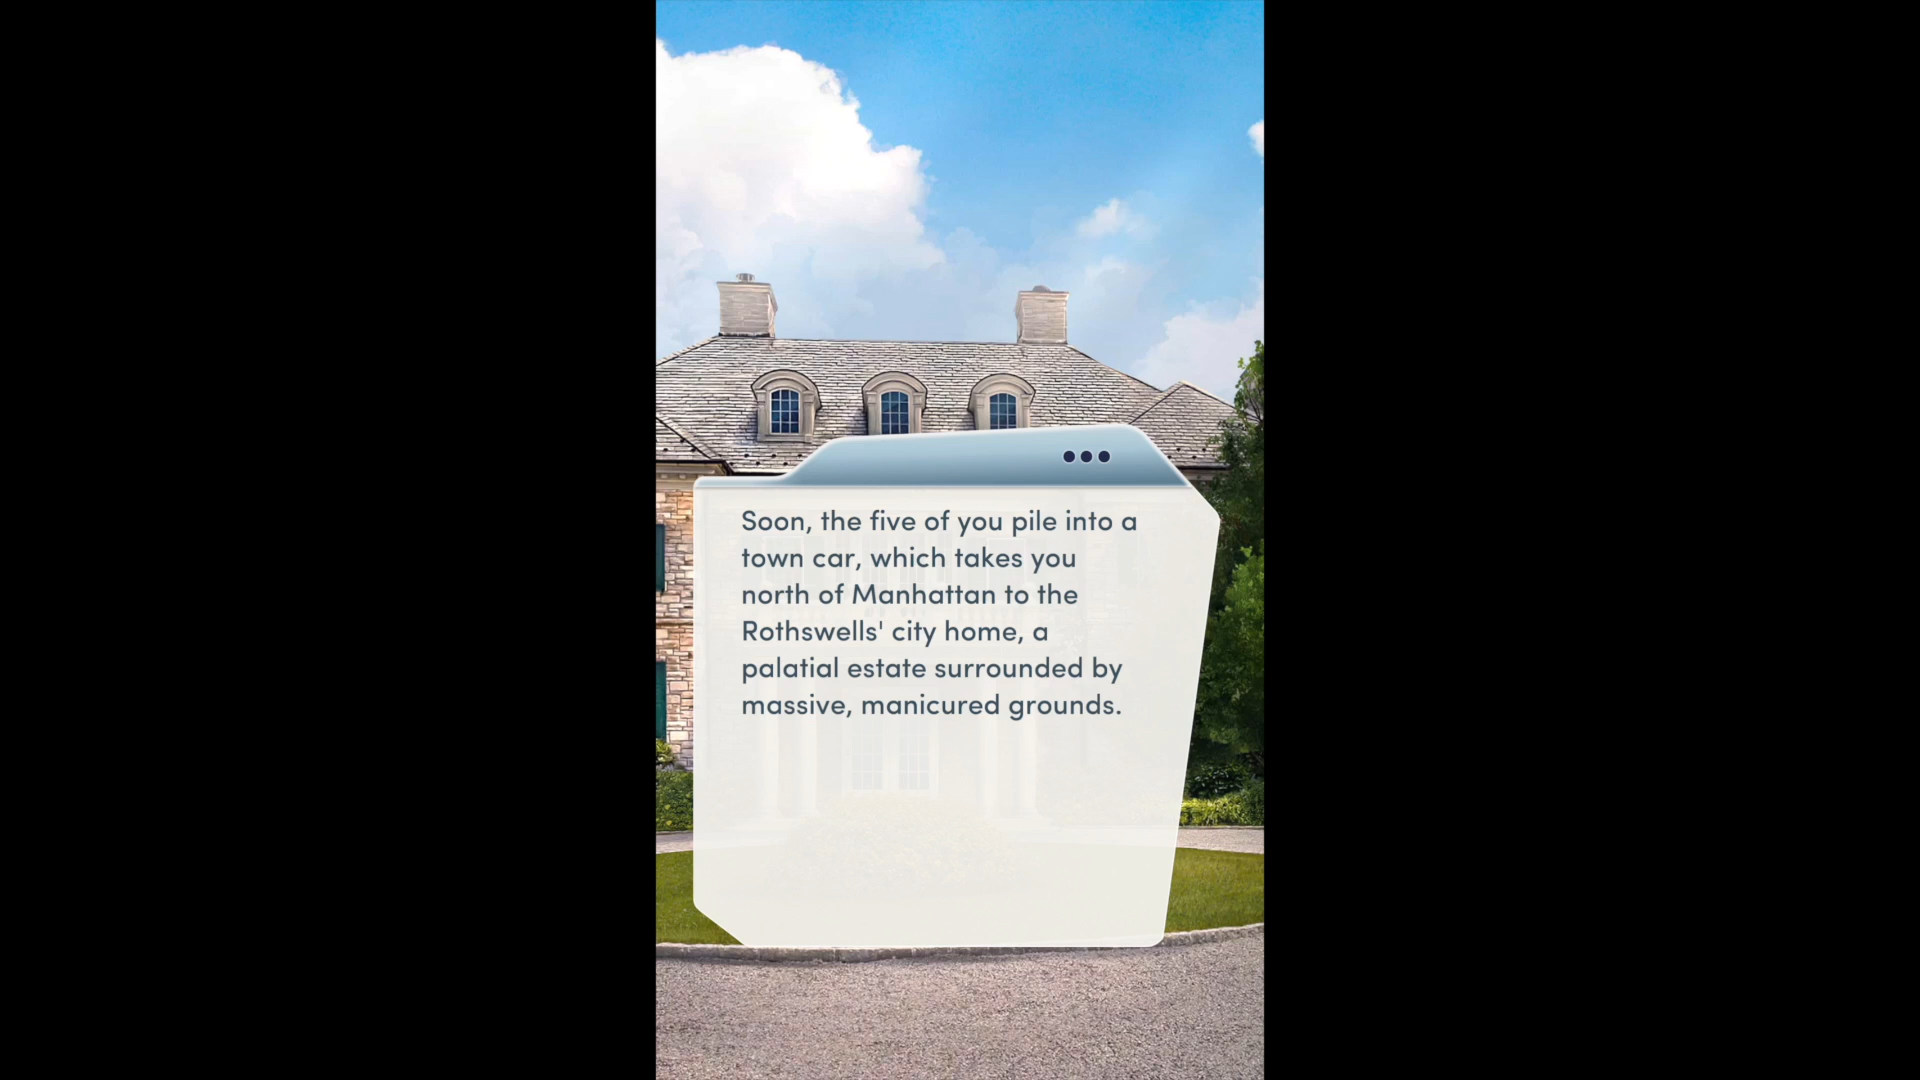 Soon, the five of you pile into a
town car, which takes you
north of Manhattan to the
Rothswells' city home, a
palatial estate surrounded by
massive, manicured grounds.